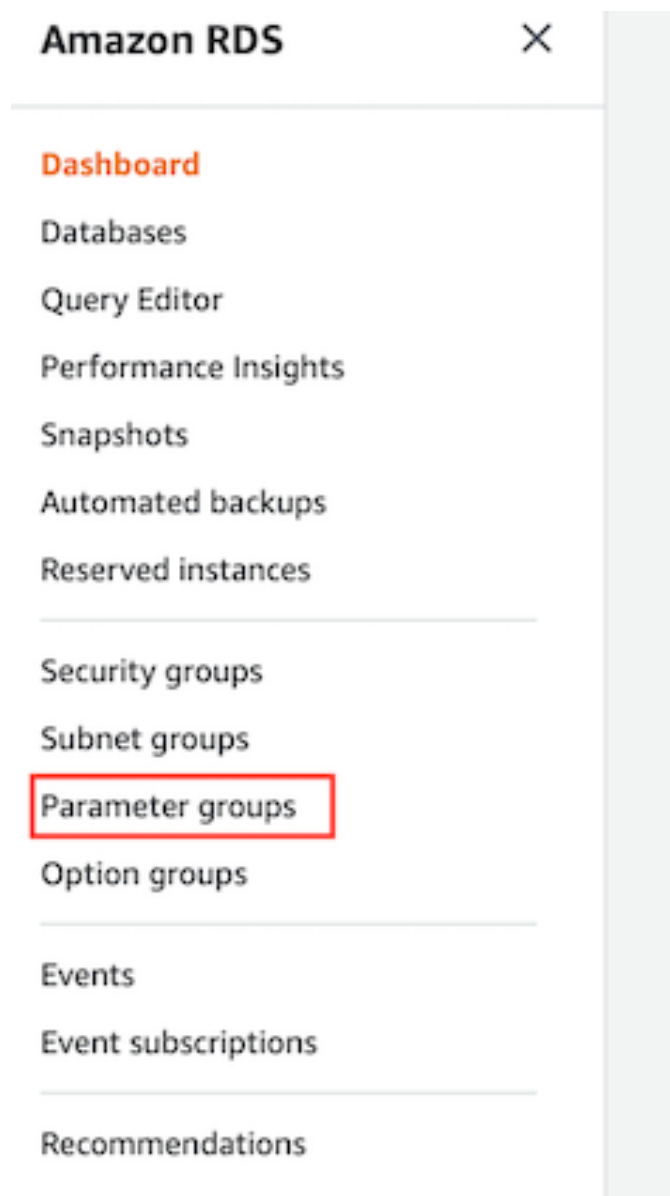 Amazon RDS
Dashboard
Databases
Query Editor
Performance Insights
Snapshots
Automated backups
Reserved instances
Security groups
Subnet groups
Parameter groups
Option groups
Events
Event subscriptions
Recommendations